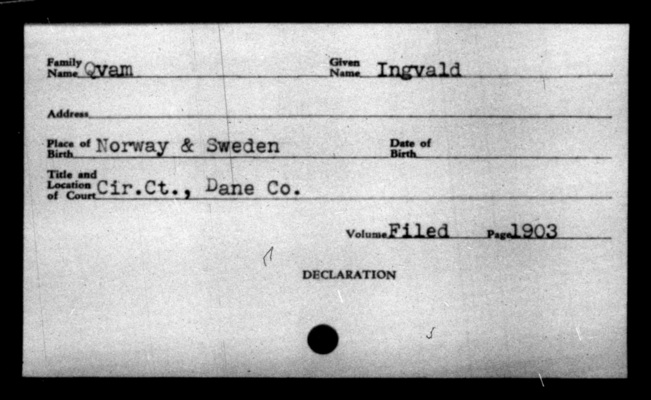 Family Name Qvam Given Name Ingvald
Address
Place of Birth Norway & Sweden Date of Birth
Title and Location of Court Cir.Ct., Dane Co.
Volume Filed Page 1903
DECLARATION